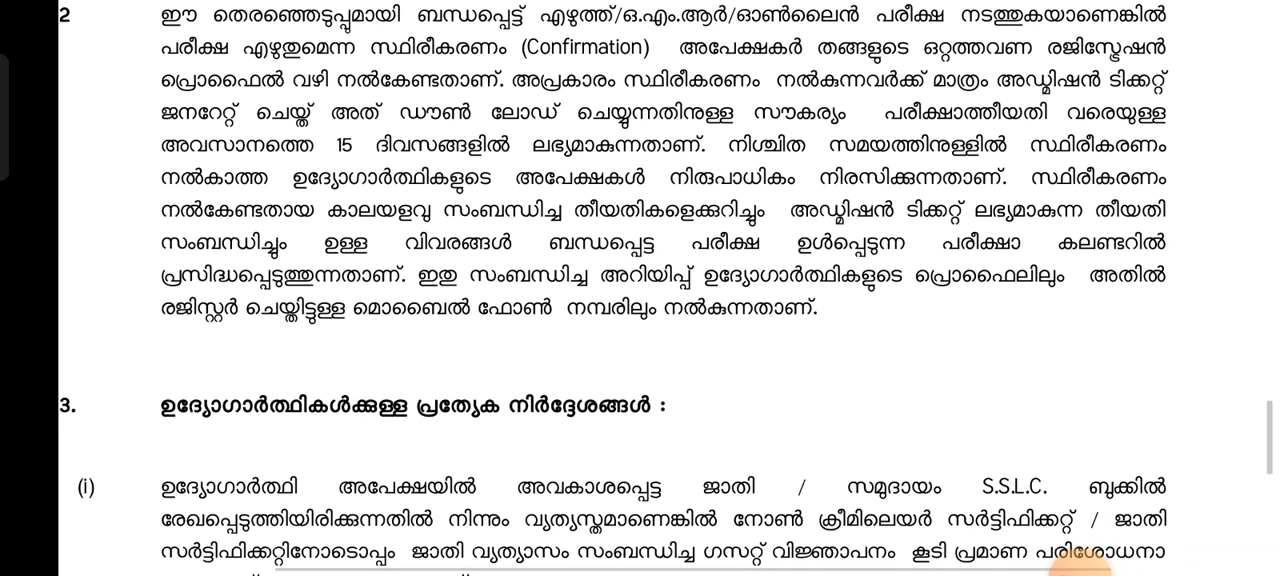 2 ഈ തെരഞ്ഞെടുപ്പുമായി ബന്ധപ്പെട്ട് എഴുത്ത്/ഒ.എം.ആർ/ഓൺലൈൻ പരീക്ഷ നടത്തുകയാണെങ്കിൽ
പരീക്ഷ എഴുതുമെന്ന സ്ഥിരീകരണം (Confirmation) അപേക്ഷകർ തങ്ങളുടെ ഒറ്റത്തവണ രജിസ്ട്രേഷൻ
പ്രൊഫൈൽ വഴി നൽകേണ്ടതാണ്. അപ്രകാരം സ്ഥിരീകരണം നൽകുന്നവർക്ക് മാത്രം അഡ്മിഷൻ ടിക്കറ്റ്
ജനറേറ്റ് ചെയ്ത് അത് ഡൗൺ ലോഡ് ചെയ്യുന്നതിനുള്ള സൗകര്യം പരീക്ഷാത്തീയതി വരെയുള്ള
അവസാനത്തെ 15 ദിവസങ്ങളിൽ ലഭ്യമാകുന്നതാണ്. നിശ്ചിത സമയത്തിനുള്ളിൽ സ്ഥിരീകരണം
നൽകാത്ത ഉദ്യോഗാർത്ഥികളുടെ അപേക്ഷകൾ നിരുപാധികം നിരസിക്കുന്നതാണ്. സ്ഥിരീകരണം
നൽകേണ്ടതായ കാലയളവു സംബന്ധിച്ച തീയതികളെക്കുറിച്ചും അഡ്മിഷൻ ടിക്കറ്റ് ലഭ്യമാകുന്ന തീയതി
സംബന്ധിച്ചും ഉള്ള വിവരങ്ങൾ ബന്ധപ്പെട്ട പരീക്ഷ ഉൾപ്പെടുന്ന പരീക്ഷാ കലണ്ടറിൽ
പ്രസിദ്ധപ്പെടുത്തുന്നതാണ്. ഇതു സംബന്ധിച്ച അറിയിപ്പ് ഉദ്യോഗാർത്ഥികളുടെ പ്രൊഫൈലിലും അതിൽ
രജിസ്റ്റർ ചെയ്തിട്ടുള്ള മൊബൈൽ ഫോൺ നമ്പരിലും നൽകുന്നതാണ്.
3. ഉദ്യോഗാർത്ഥികൾക്കുള്ള പ്രത്യേക നിർദ്ദേശങ്ങൾ :
(i) ഉദ്യോഗാർത്ഥി അപേക്ഷയിൽ അവകാശപ്പെട്ട ജാതി / സമുദായം S.S.L.C. ബുക്കിൽ
രേഖപ്പെടുത്തിയിരിക്കുന്നതിൽ നിന്നും വ്യത്യസ്തമാണെങ്കിൽ നോൺ ക്രീമിലെയർ സർട്ടിഫിക്കറ്റ് / ജാതി
സർട്ടിഫിക്കറ്റിനോടൊപ്പം ജാതി വ്യത്യാസം സംബന്ധിച്ച ഗസറ്റ് വിജ്ഞാപനം കൂടി പ്രമാണ പരിശോധനാ